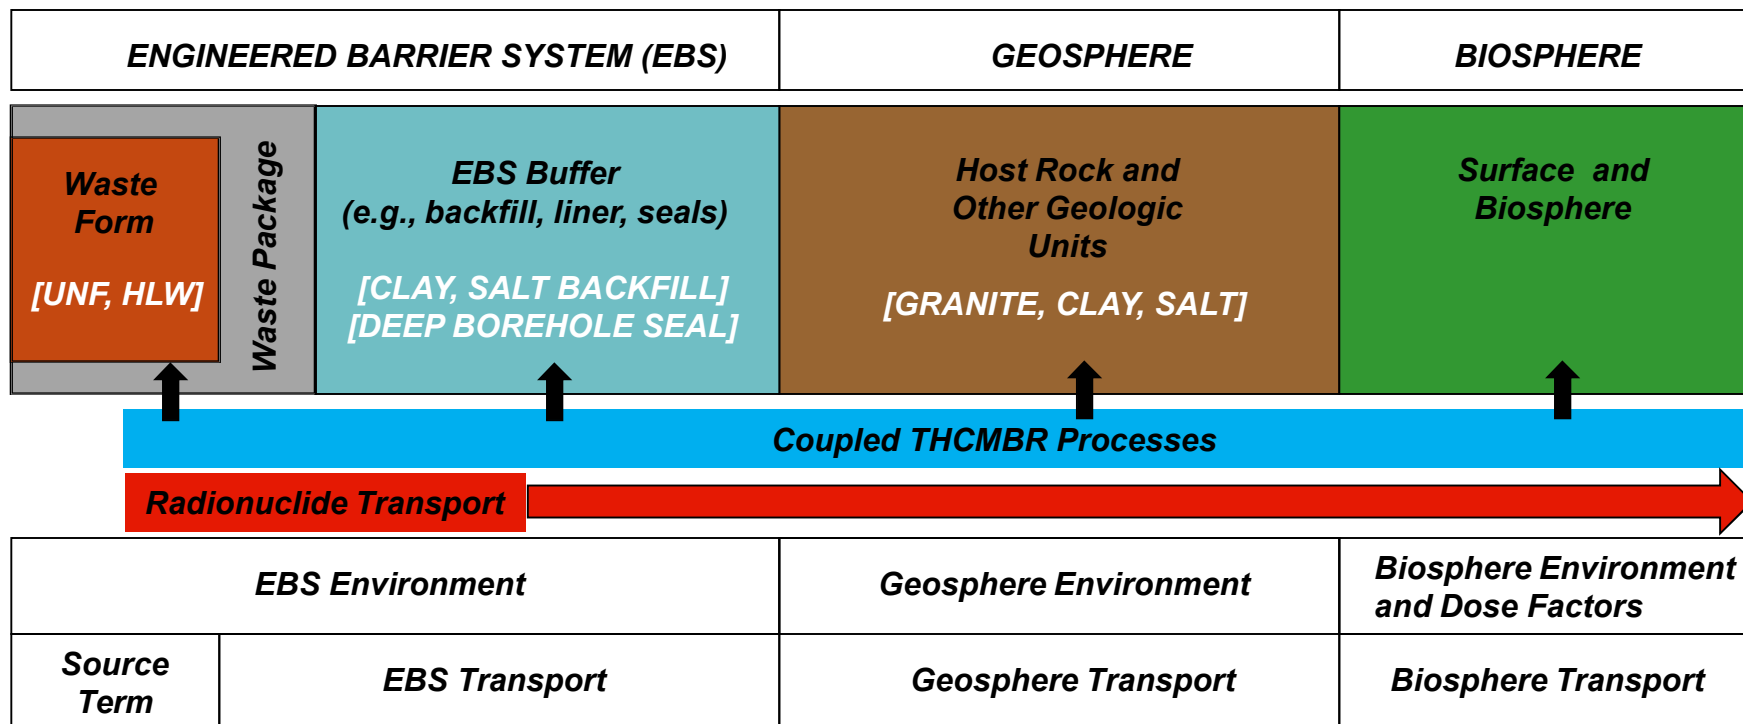 ENGINEERED BARRIER SYSTEM (EBS)
GEOSPHERE
BIOSPHERE
Waste
Form
[UNF, HLW]
Waste Package
EBS Buffer
(e.g., backfill, liner, seals)
[CLAY, SALT BACKFILL]
[DEEP BOREHOLE SEAL]
Host Rock and
Other Geologic
Units
[GRANITE, CLAY, SALT]
Surface and
Biosphere
Coupled THCMBR Processes
Radionuclide Transport
EBS Environment
Geosphere Environment
Biosphere Environment
and Dose Factors
Source
Term
EBS Transport
Geosphere Transport
Biosphere Transport